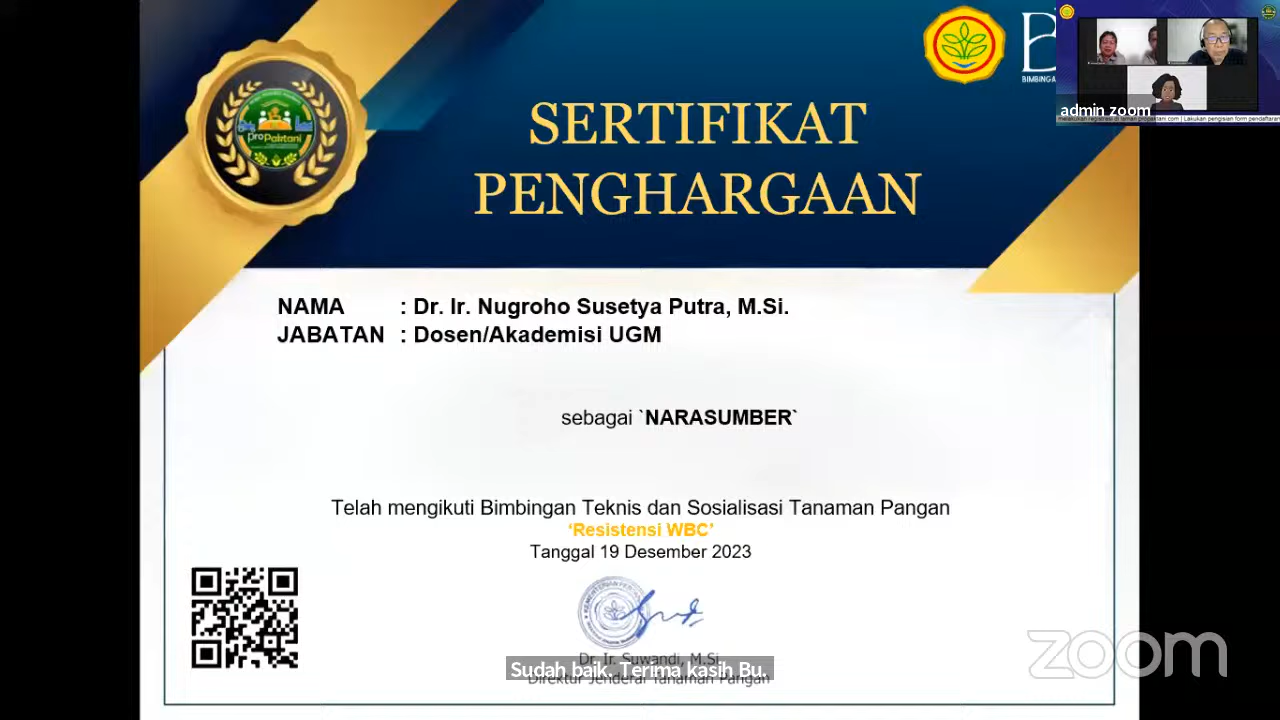 SERTIFIKAT
PENGHARGAAN
proPaktani
BIMBINGA
admin zoom
NAMA : Dr. Ir. Nugroho Susetya Putra, M.Si.
JABATAN : Dosen/Akademisi UGM
sebagai `NARASUMBER`
Telah mengikuti Bimbingan Teknis dan Sosialisasi Tanaman Pangan
‘Resistensi WBC’
Tanggal 19 Desember 2023
Dr. Ir. Suwandi, M.Si
Sudah baik. Terima kasih Bu.
Direktur Jenderal Tanaman Pangan
zoom